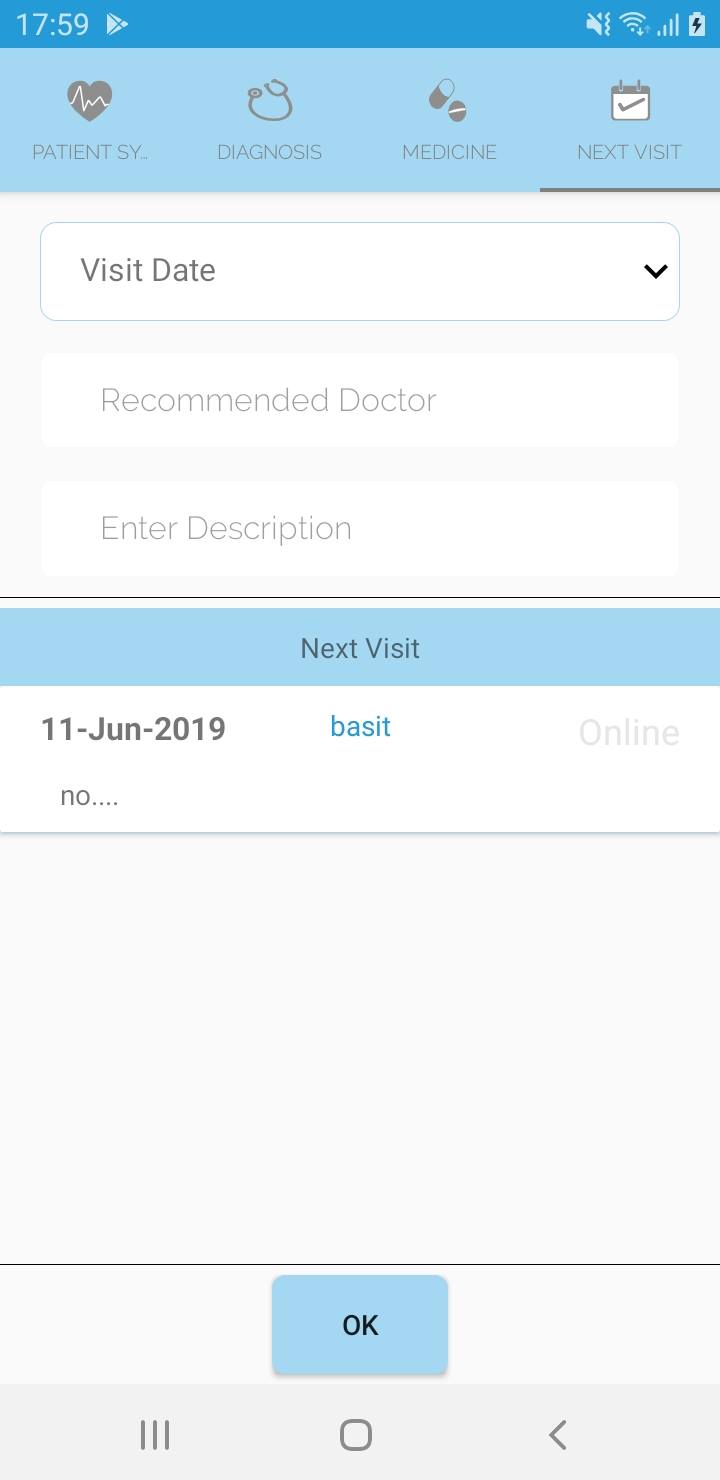 17:59
PATIENT SY...
DIAGNOSIS
MEDICINE
NEXT VISIT
Visit Date
Recommended Doctor
Enter Description
Next Visit
11-Jun-2019
basit
Online
no....
OK